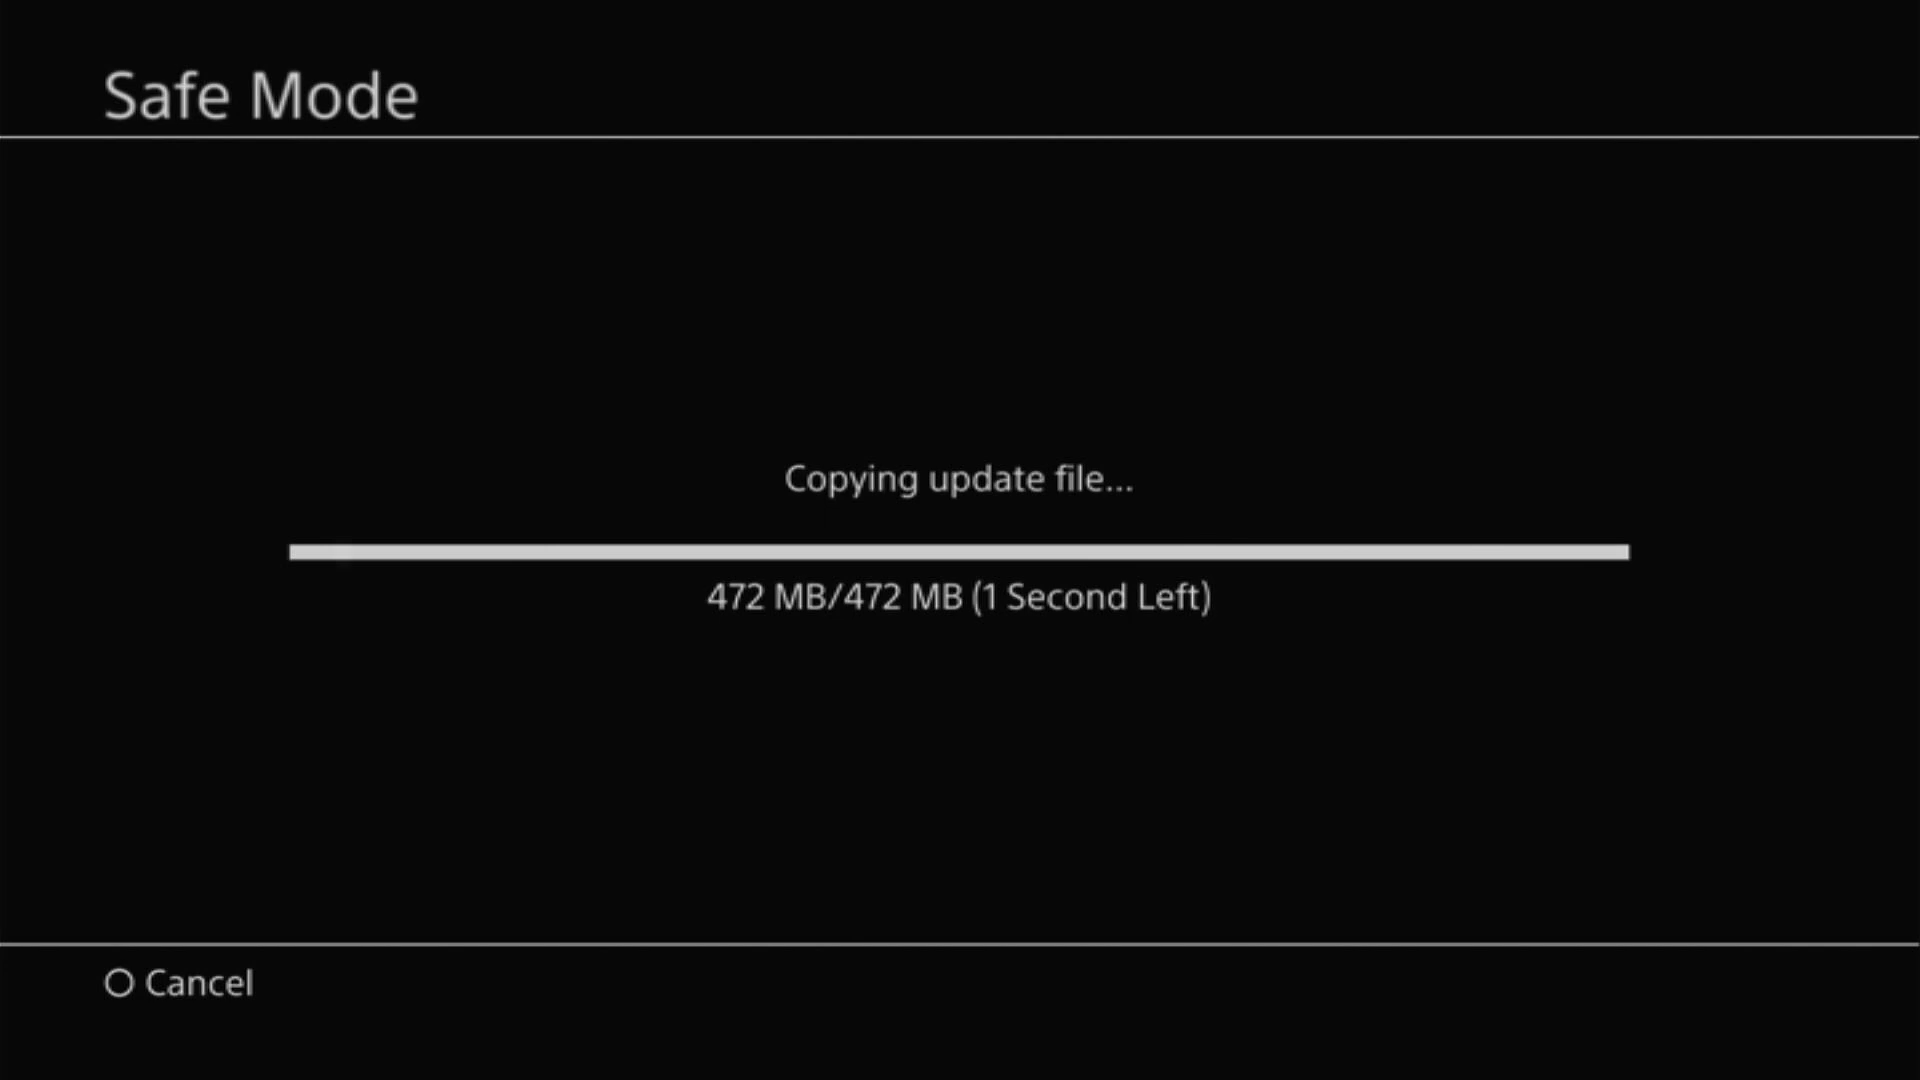 Safe Mode
Copying update file...
472 MB/472 MB (1 Second Left)
Cancel